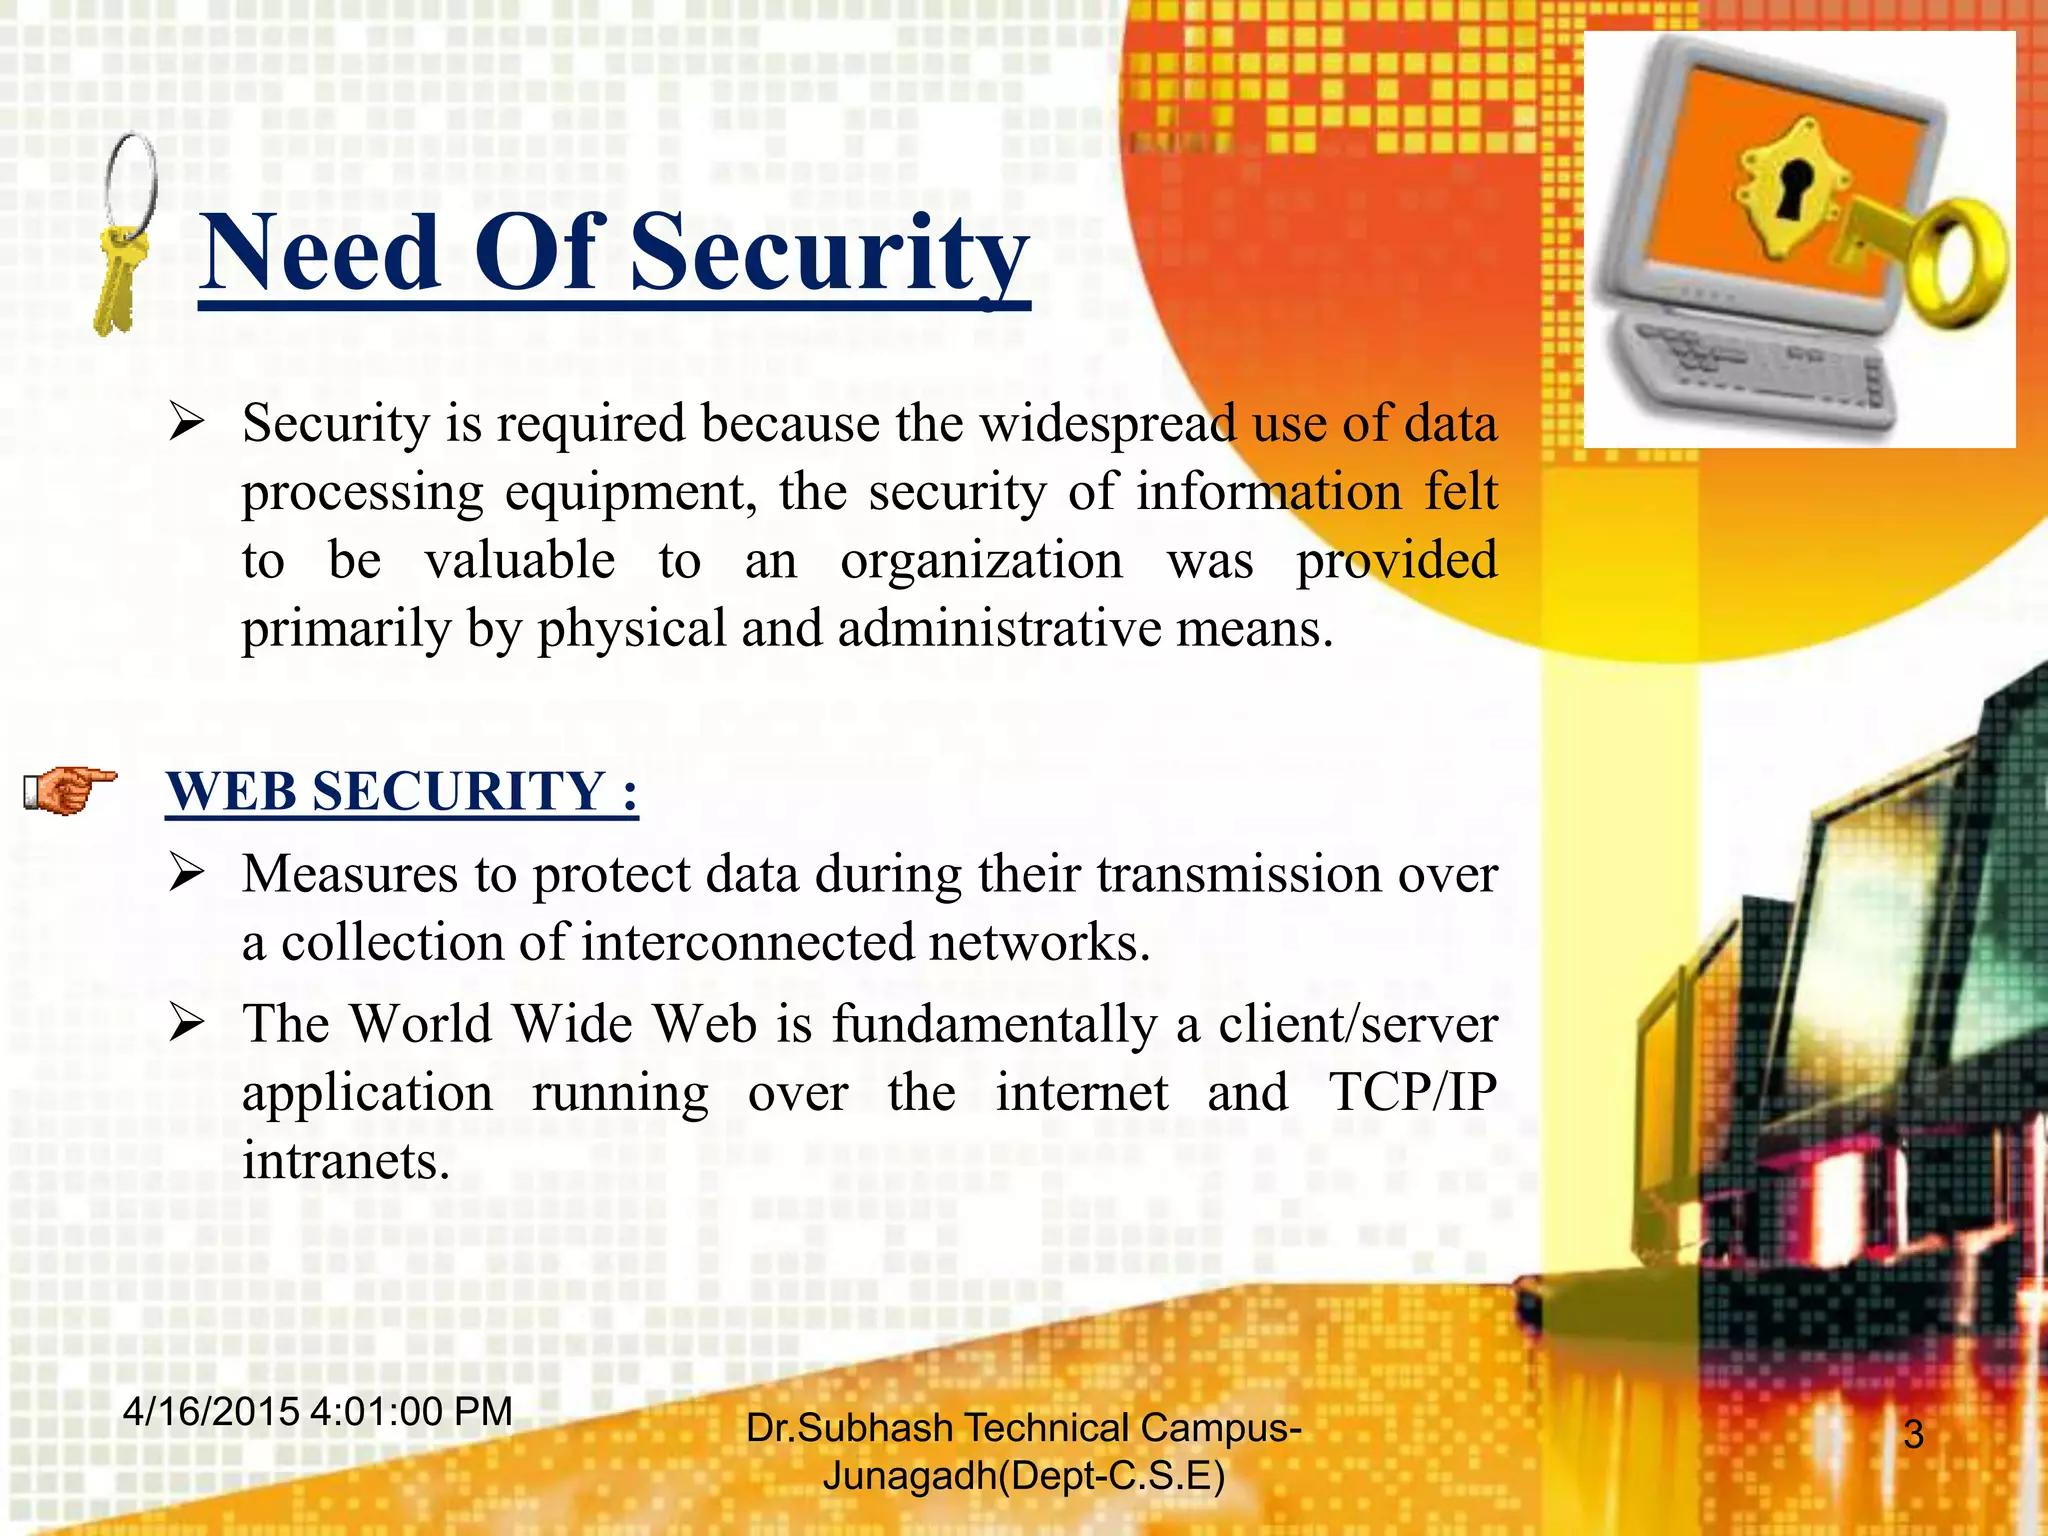 Need Of Security
➢ Security is required because the widespread use of data
processing equipment, the security of information felt
to be valuable to an organization was provided
primarily by physical and administrative means.
WEB SECURITY :
➢ Measures to protect data during their transmission over
a collection of interconnected networks.
➢ The World Wide Web is fundamentally a client/server
application running over the internet and TCP/IP
intranets.
4/16/2015 4:01:00 PM
Dr.Subhash Technical Campus-
Junagadh(Dept-C.S.E)
3